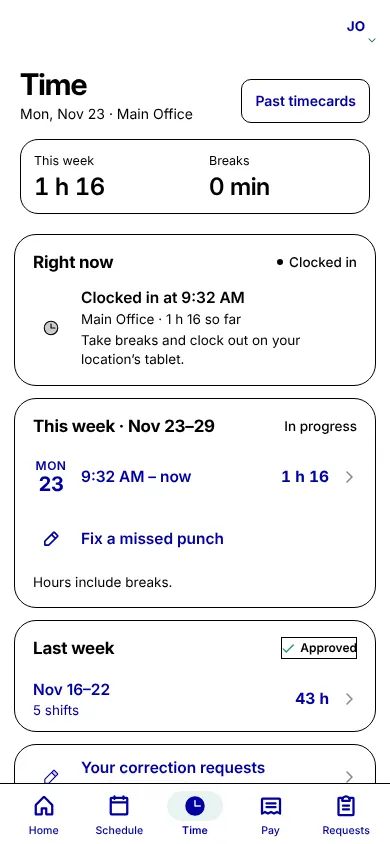 JO
Time
Mon, Nov 23 · Main Office
Past timecards
This week
1 h 16
Breaks
0 min
Right now
Clocked in
Clocked in at 9:32 AM
Main Office · 1 h 16 so far
Take breaks and clock out on your
location’s tablet.
This week · Nov 23–29
In progress
MON
23
9:32 AM – now
1 h 16
Fix a missed punch
Hours include breaks.
Last week
Approved
Nov 16–22
5 shifts
43 h
Your correction requests
Home
Schedule
Time
Pay
Requests